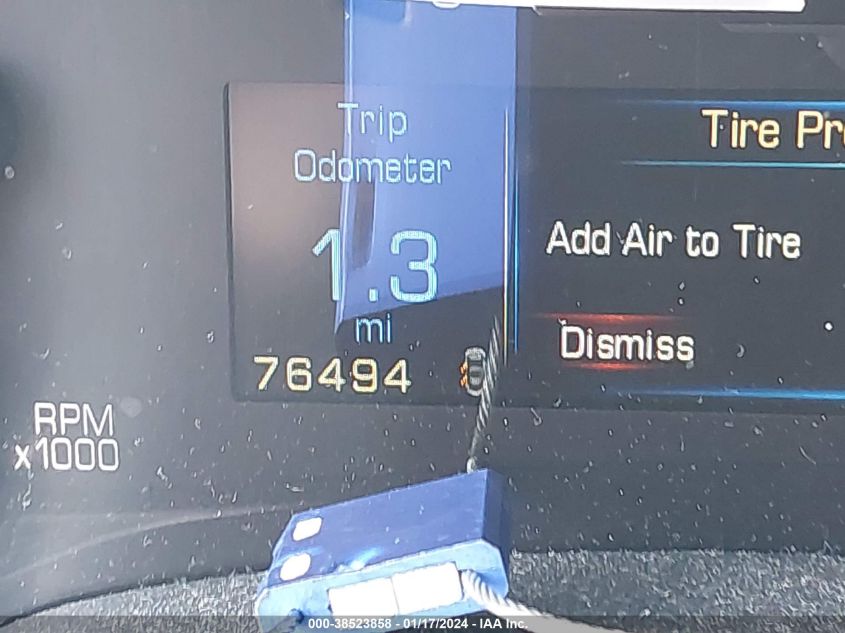 Trip
Odometer
1.3
mi
76494
Tire Pre
Add Air to Tire
Dismiss
RPM
x1000
000-38523858 - 01/17/2024 - IAA Inc.